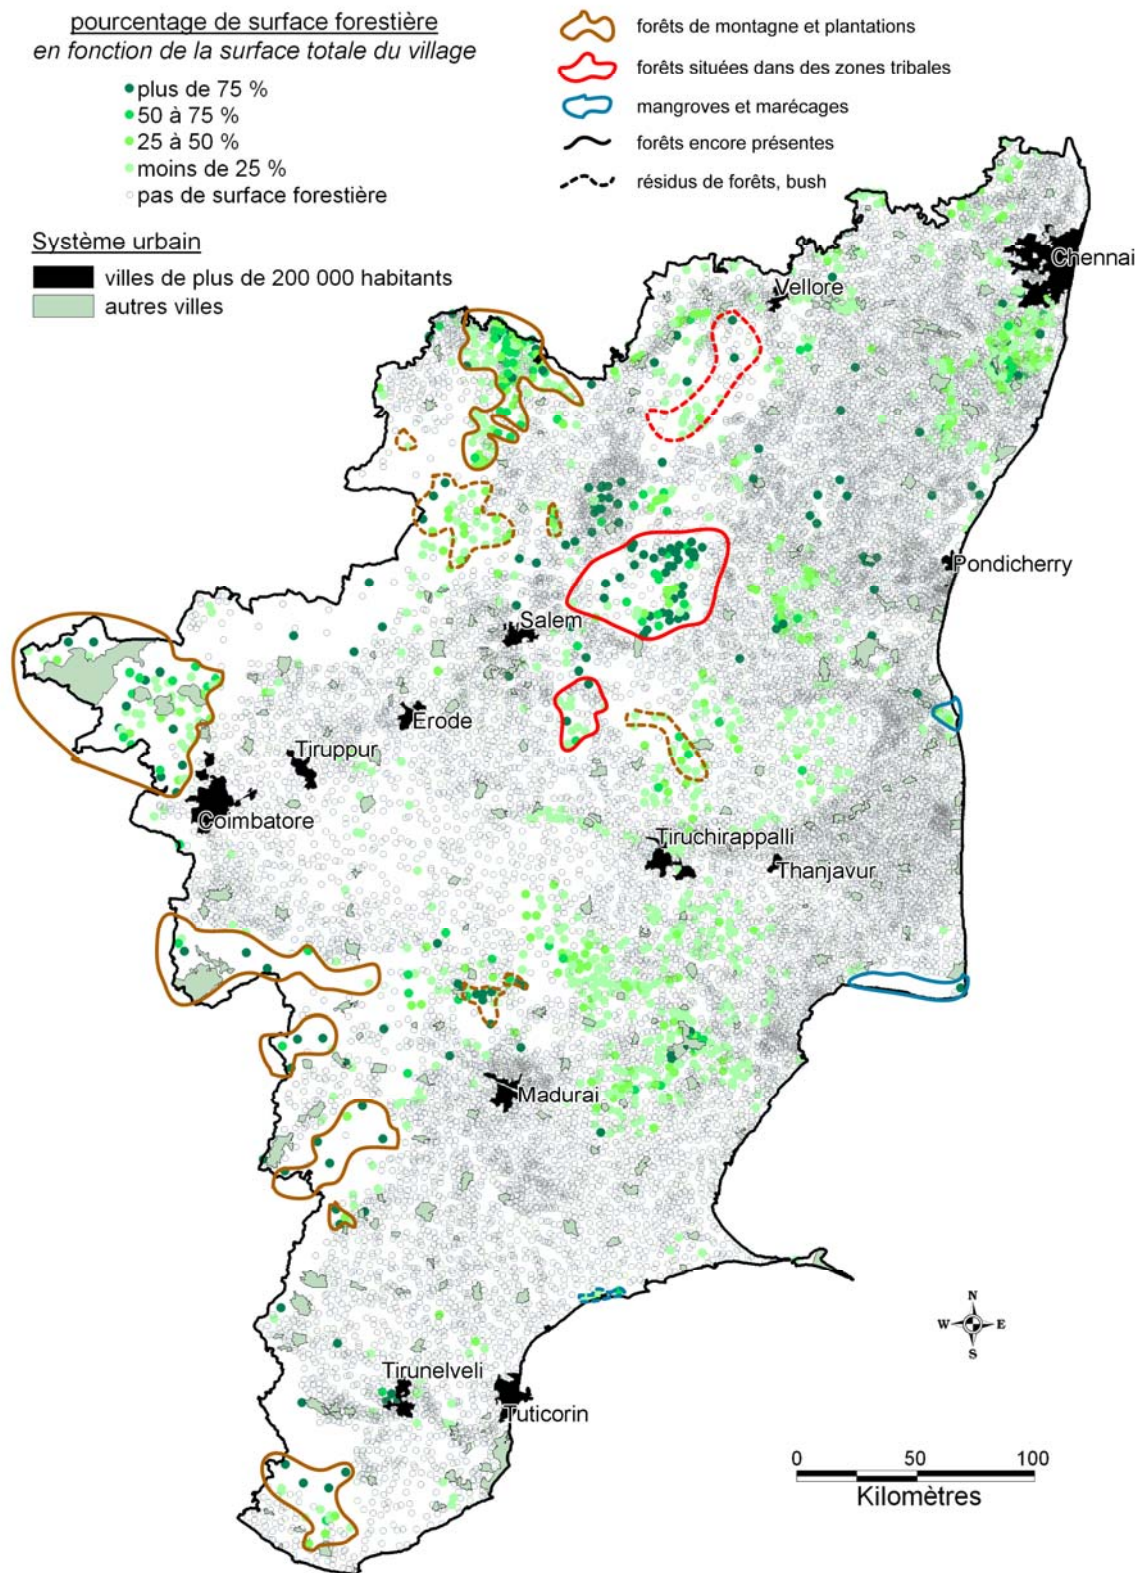 pourcentage de surface forestière
en fonction de la surface totale du village
plus de 75 %
50 à 75 %
25 à 50 %
moins de 25 %
pas de surface forestière
Système urbain
villes de plus de 200 000 habitants
autres villes
forêts de montagne et plantations
forêts situées dans des zones tribales
mangroves et marécages
forêts encore présentes
résidus de forêts, bush
Chennai
Vellore
Pondicherry
Salem
Erode
Tiruppur
Coimbatore
Tiruchirappalli
Thanjavur
Madurai
N
W E
S
Tirunelveli
Tuticorin
0 50 100
Kilomètres